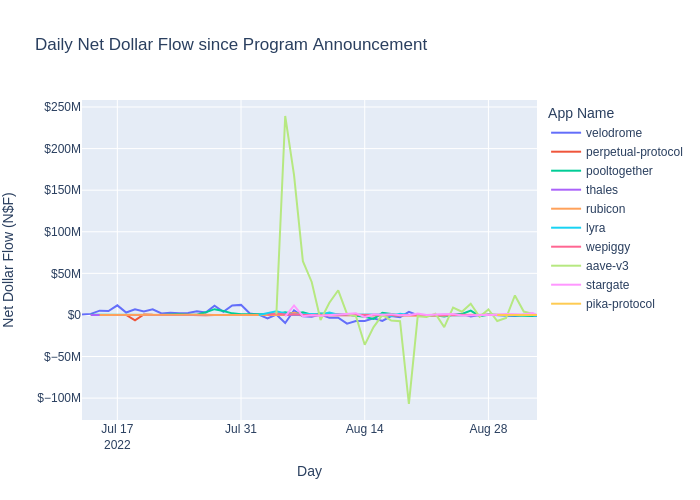 Daily Net Dollar Flow since Program Announcement
Net Dollar Flow (N$F)
$250M
$200M
$150M
$100M
$50M
$0
$−50M
$−100M
Jul 17
2022
Jul 31
Aug 14
Aug 28
Day
App Name
velodrome
perpetual-protocol
pooltogether
thales
rubicon
lyra
wepiggy
aave-v3
stargate
pika-protocol